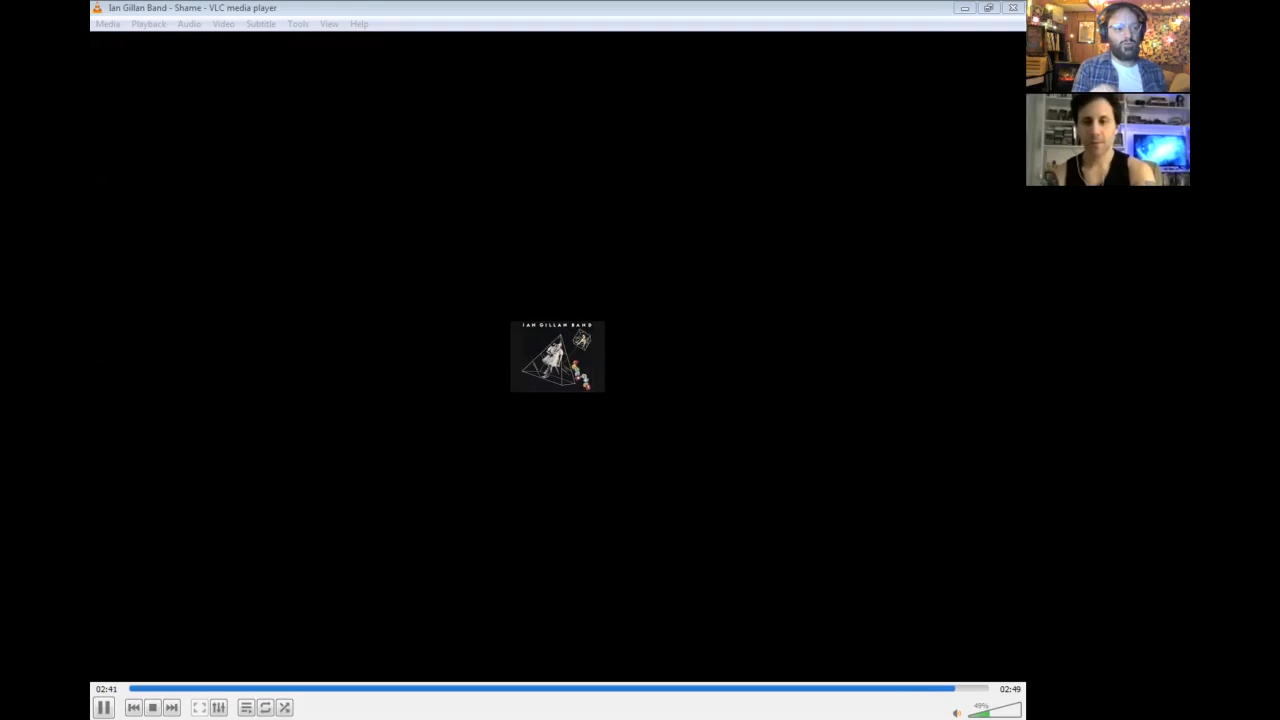 Ian Gillan Band - Shame - VLC media player
Media Playback Audio Video Subtitle Tools View Help
IAN GILLAN BAND
02:41
02:49
49%